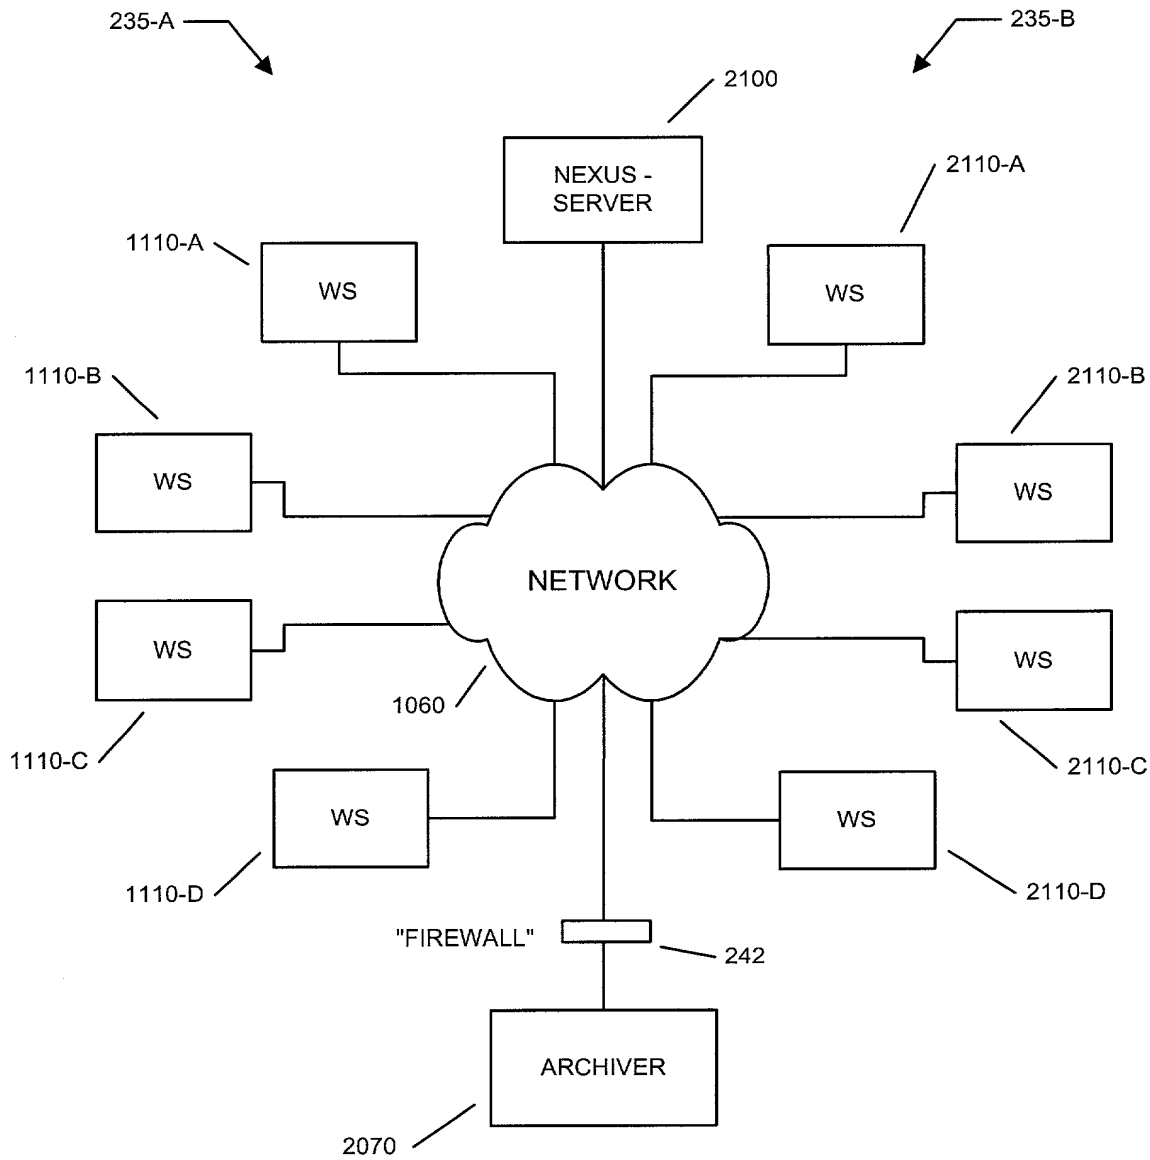 235-A
235-B
2100
NEXUS -
SERVER
2110-A
1110-A
WS
WS
1110-B
2110-B
WS
WS
NETWORK
WS
WS
1060
1110-C
2110-C
WS
WS
1110-D
2110-D
"FIREWALL"
242
ARCHIVER
2070